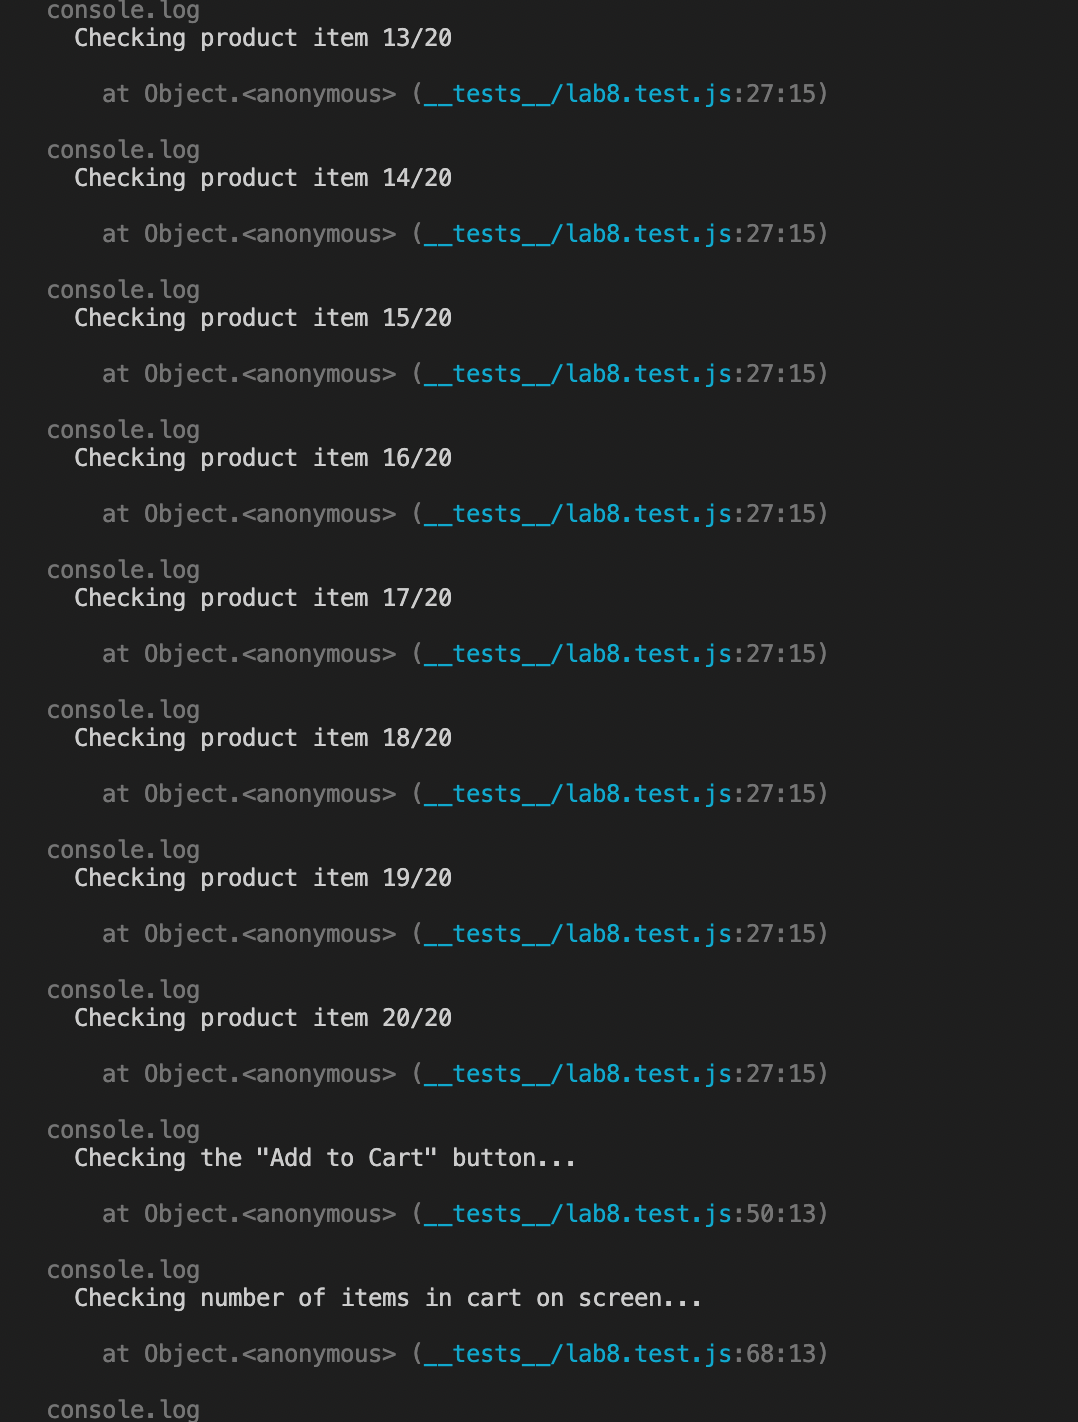 console.log
Checking product item 13/20
at Object.<anonymous> (__tests__/lab8.test.js:27:15)
console.log
Checking product item 14/20
at Object.<anonymous> (__tests__/lab8.test.js:27:15)
console.log
Checking product item 15/20
at Object.<anonymous> (__tests__/lab8.test.js:27:15)
console.log
Checking product item 16/20
at Object.<anonymous> (__tests__/lab8.test.js:27:15)
console.log
Checking product item 17/20
at Object.<anonymous> (__tests__/lab8.test.js:27:15)
console.log
Checking product item 18/20
at Object.<anonymous> (__tests__/lab8.test.js:27:15)
console.log
Checking product item 19/20
at Object.<anonymous> (__tests__/lab8.test.js:27:15)
console.log
Checking product item 20/20
at Object.<anonymous> (__tests__/lab8.test.js:27:15)
console.log
Checking the "Add to Cart" button...
at Object.<anonymous> (__tests__/lab8.test.js:50:13)
console.log
Checking number of items in cart on screen...
at Object.<anonymous> (__tests__/lab8.test.js:68:13)
console.log